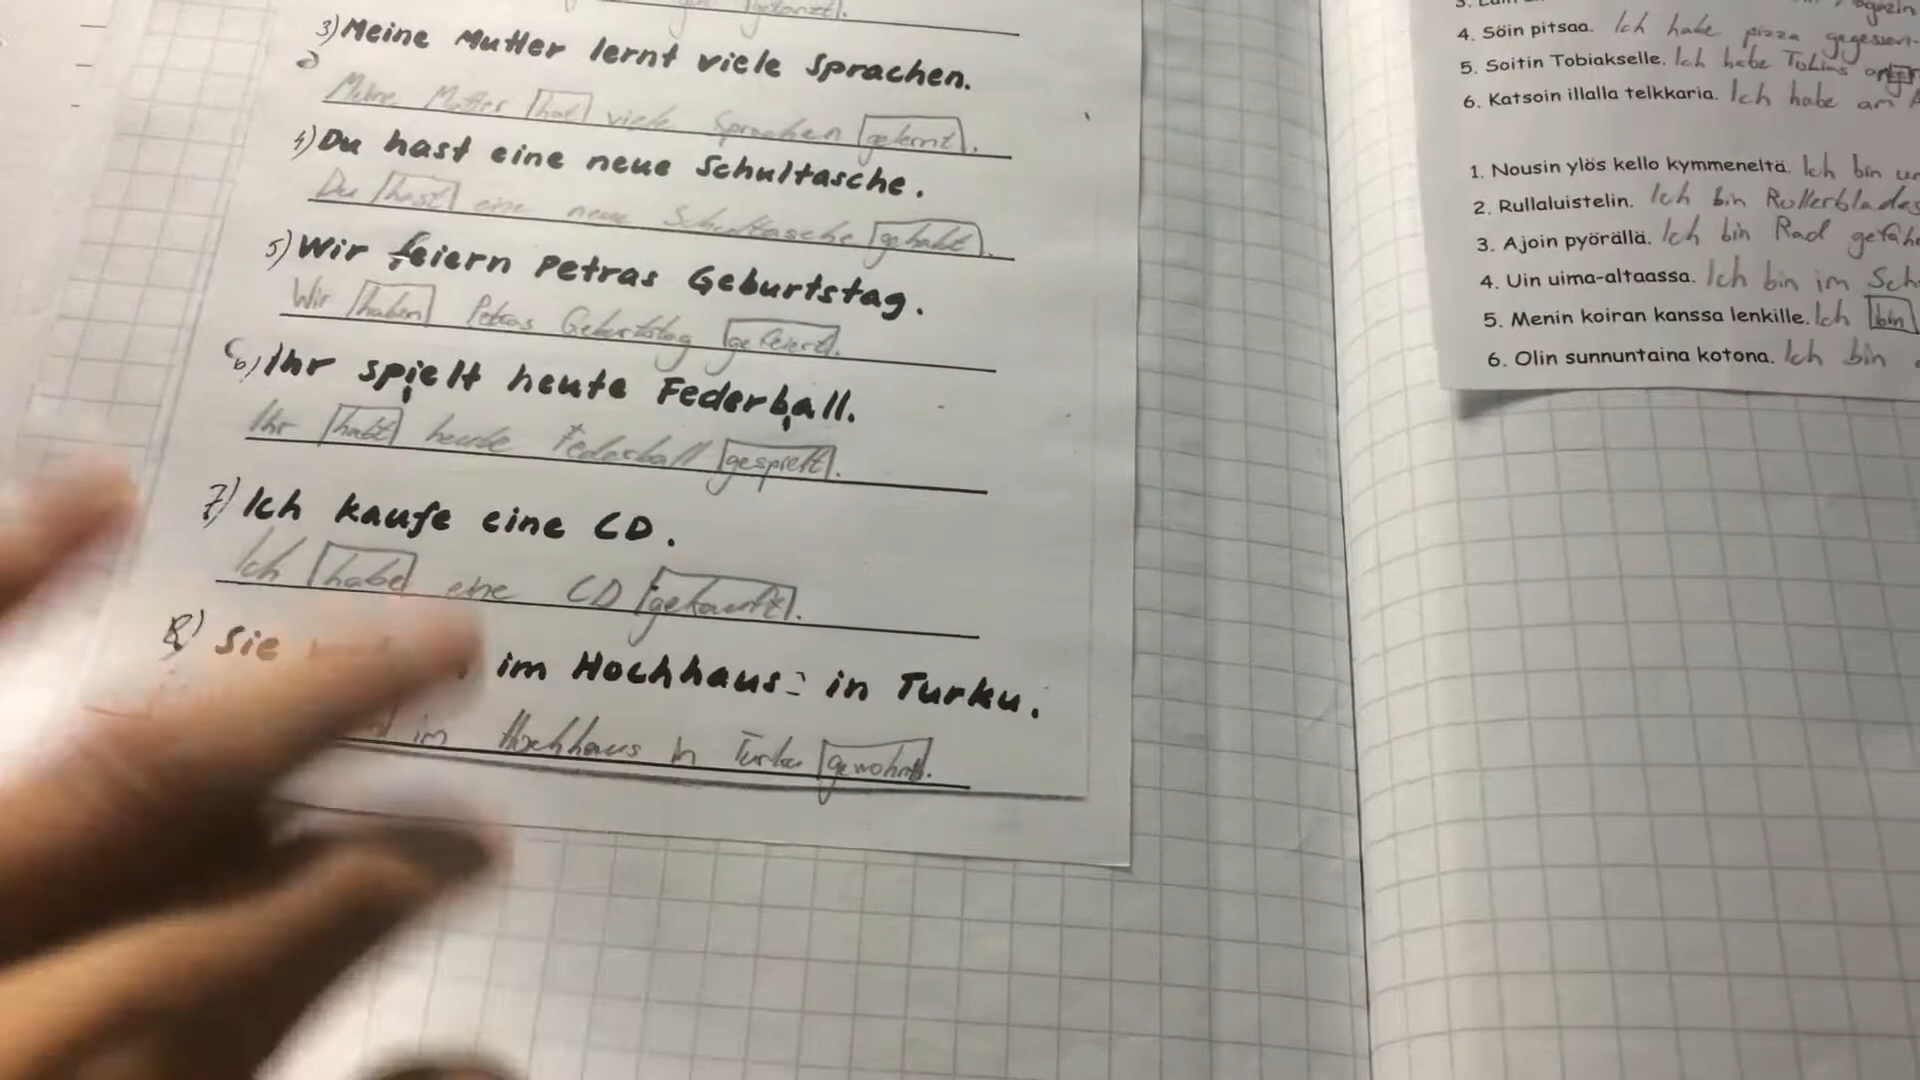 getanzt.
3) Meine Mutter lernt viele Sprachen.
Meine Mutter hat viele Sprachen gelernt.
4) Du hast eine neue Schultasche.
Du hast eine neue Schultasche gehabt.
5) Wir feiern Petras Geburtstag.
Wir haben Petras Geburtstag gefeiert.
6) Ihr spielt heute Federball.
Ihr habt heute Federball gespielt.
7) Ich kaufe eine CD.
Ich habe eine CD gekauft.
8) Sie im Hochhaus in Turku.
im Hochhaus in Turku gewohnt.
4. Söin pitsaa. Ich habe pizza gegessen.
5. Soitin Tobiakselle. Ich habe Tobias
6. Katsoin illalla telkkaria. Ich habe am
1. Nousin ylös kello kymmeneltä. Ich bin
2. Rullaluistelin. Ich bin Rollerblades
3. Ajoin pyörällä. Ich bin Rad
4. Uin uima-altaassa. Ich bin im
5. Menin koiran kanssa lenkille. Ich bin
6. Olin sunnuntaina kotona. Ich bin